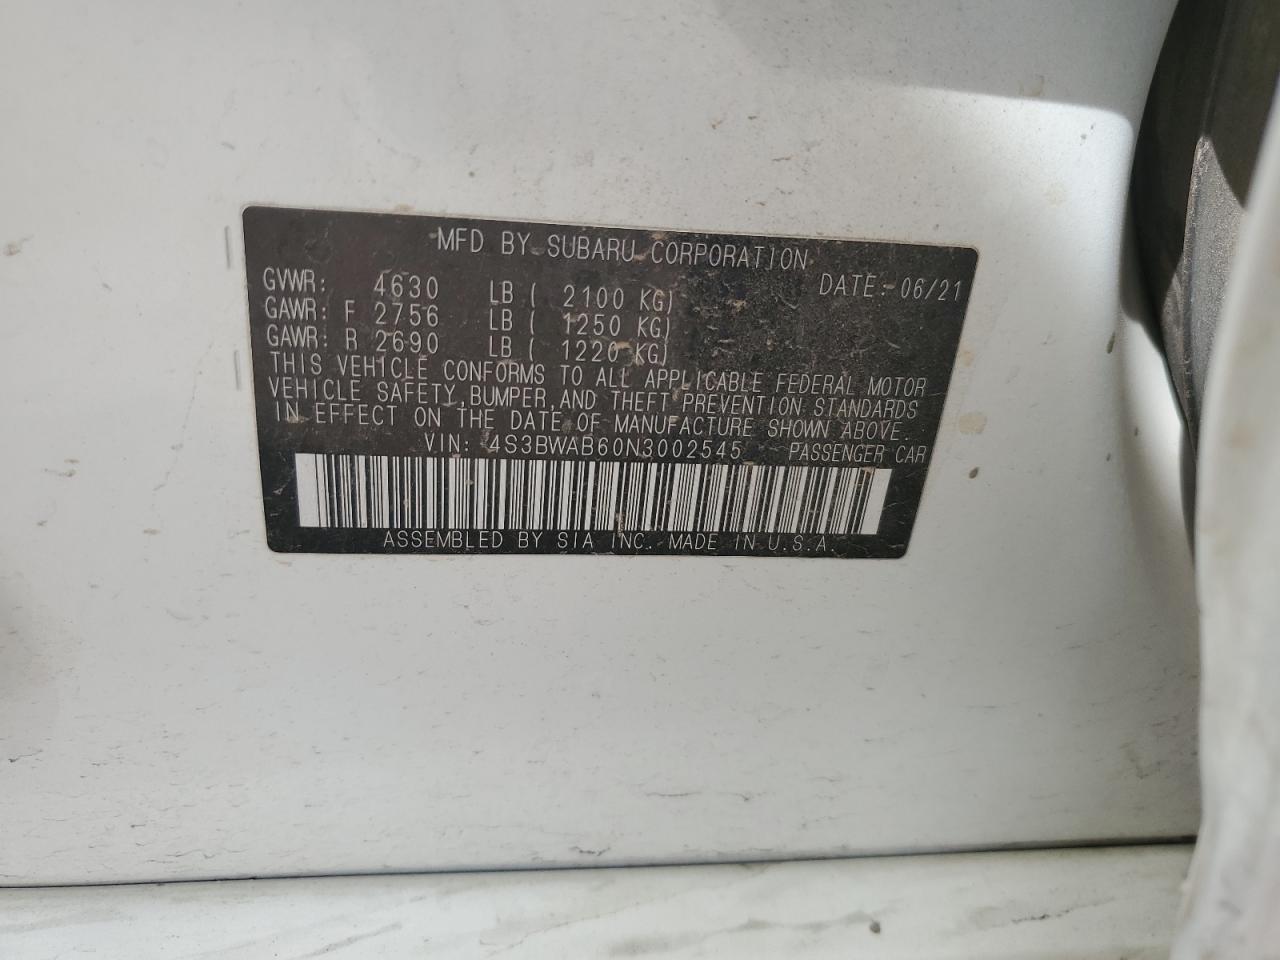 MFD BY SUBARU CORPORATION
DATE: 06/21
GVWR: 4630 LB ( 2100 KG)
GAWR: F 2756 LB ( 1250 KG)
GAWR: R 2690 LB ( 1220 KG)
THIS VEHICLE CONFORMS TO ALL APPLICABLE FEDERAL MOTOR
VEHICLE SAFETY, BUMPER, AND THEFT PREVENTION STANDARDS
IN EFFECT ON THE DATE OF MANUFACTURE SHOWN ABOVE.
VIN: 4S3BWAB60N3002545 PASSENGER CAR
ASSEMBLED BY SIA INC. MADE IN U.S.A.